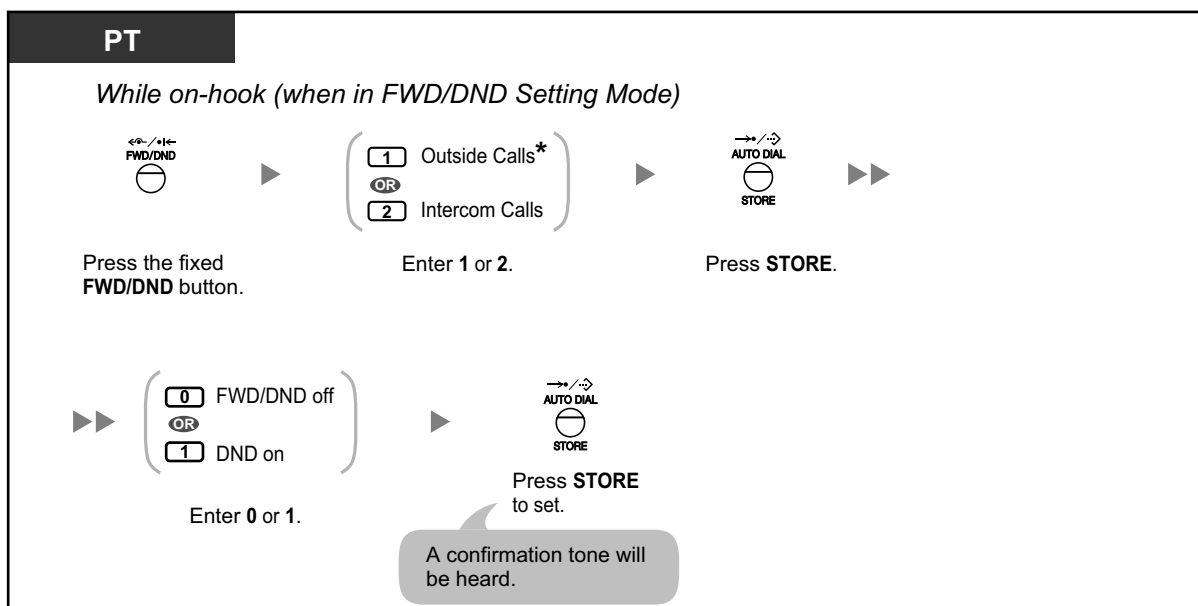 PT
While on-hook (when in FWD/DND Setting Mode)
FWD/DND
1 Outside Calls*
OR
2 Intercom Calls
AUTO DIAL
STORE
Press the fixed
FWD/DND button.
Enter 1 or 2.
Press STORE.
0 FWD/DND off
OR
1 DND on
AUTO DIAL
STORE
Enter 0 or 1.
Press STORE
to set.
A confirmation tone will
be heard.